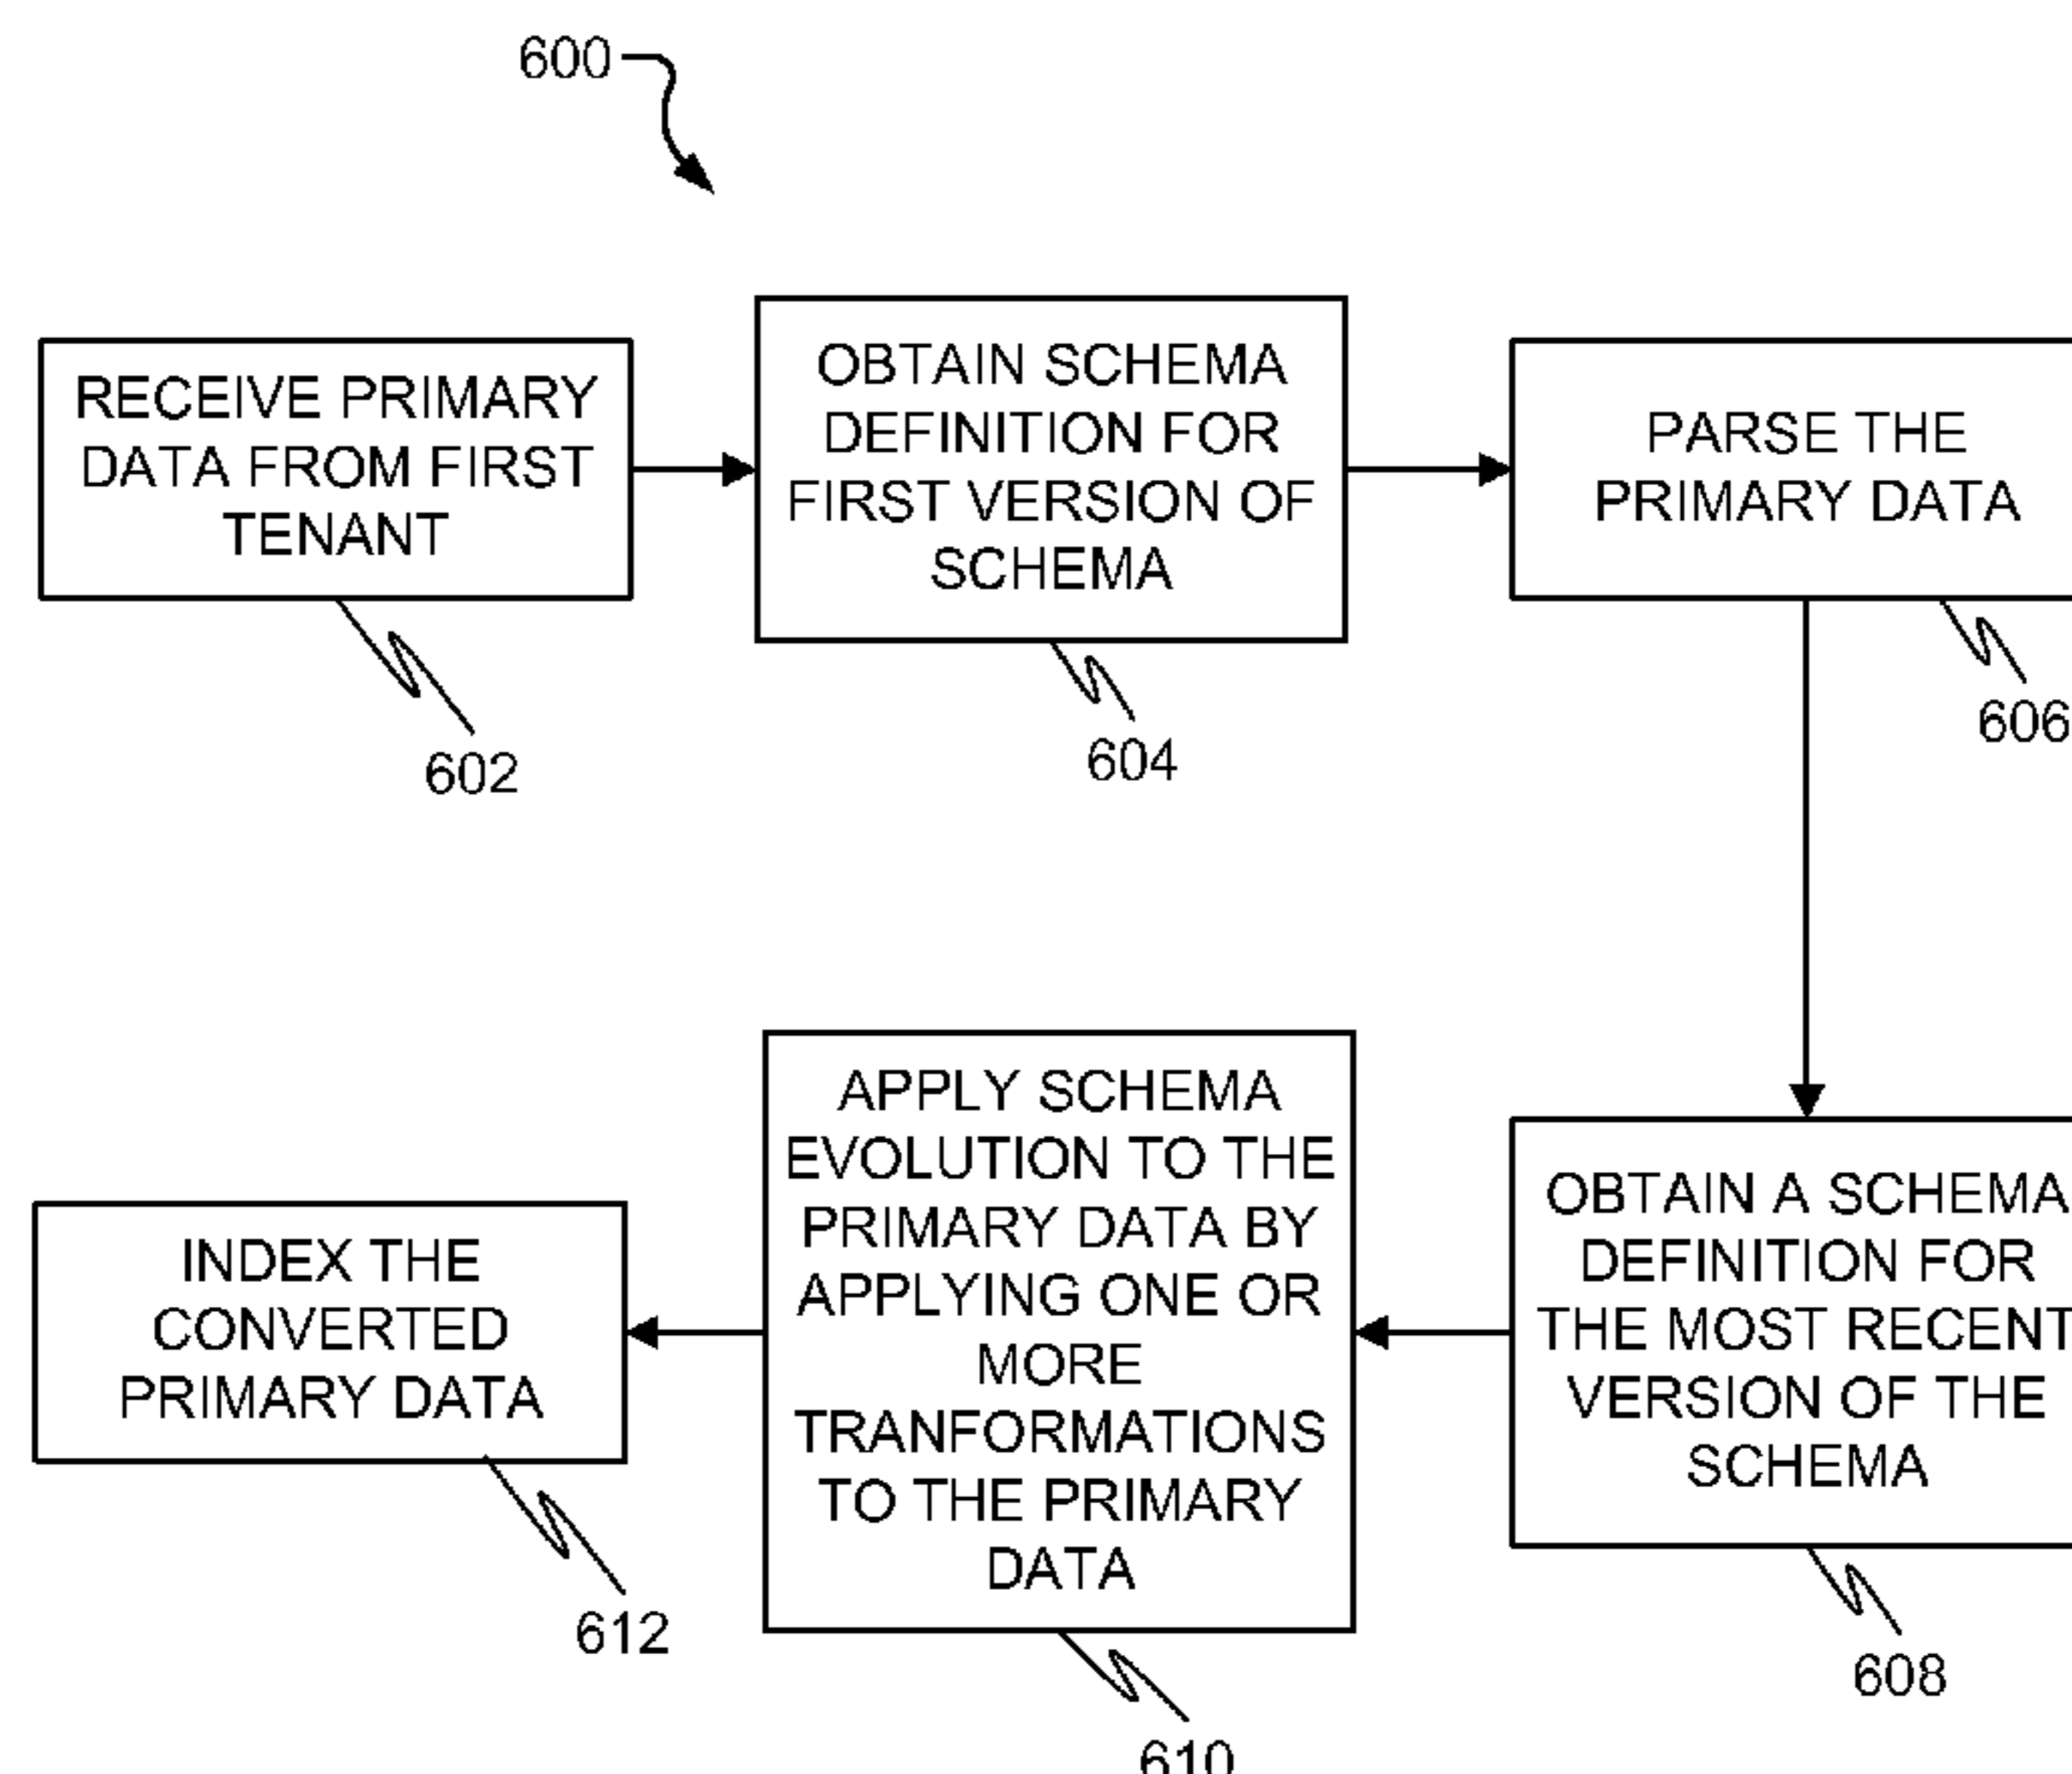 600
RECEIVE PRIMARY
DATA FROM FIRST
TENANT
602
OBTAIN SCHEMA
DEFINITION FOR
FIRST VERSION OF
SCHEMA
604
PARSE THE
PRIMARY DATA
606
OBTAIN A SCHEMA
DEFINITION FOR
THE MOST RECENT
VERSION OF THE
SCHEMA
608
APPLY SCHEMA
EVOLUTION TO THE
PRIMARY DATA BY
APPLYING ONE OR
MORE
TRANFORMATIONS
TO THE PRIMARY
DATA
610
INDEX THE
CONVERTED
PRIMARY DATA
612